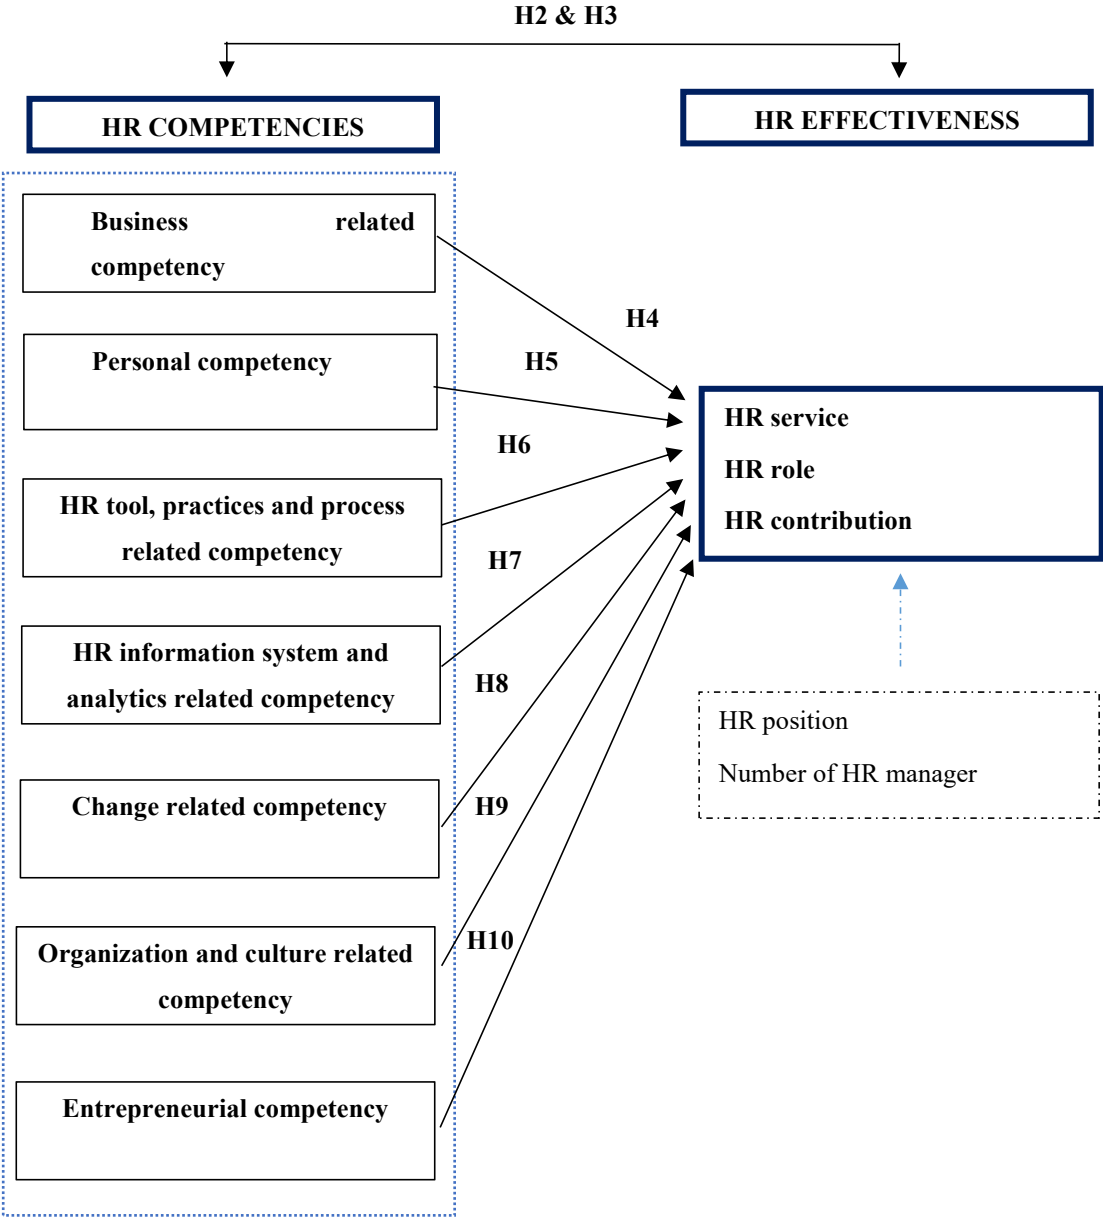 H2 & H3
HR COMPETENCIES
HR EFFECTIVENESS
Business related
competency
H4
Personal competency
H5
HR service
HR role
HR contribution
H6
HR tool, practices and process
related competency
H7
HR information system and
analytics related competency
H8
HR position
Number of HR manager
Change related competency
H9
Organization and culture related
competency
H10
Entrepreneurial competency